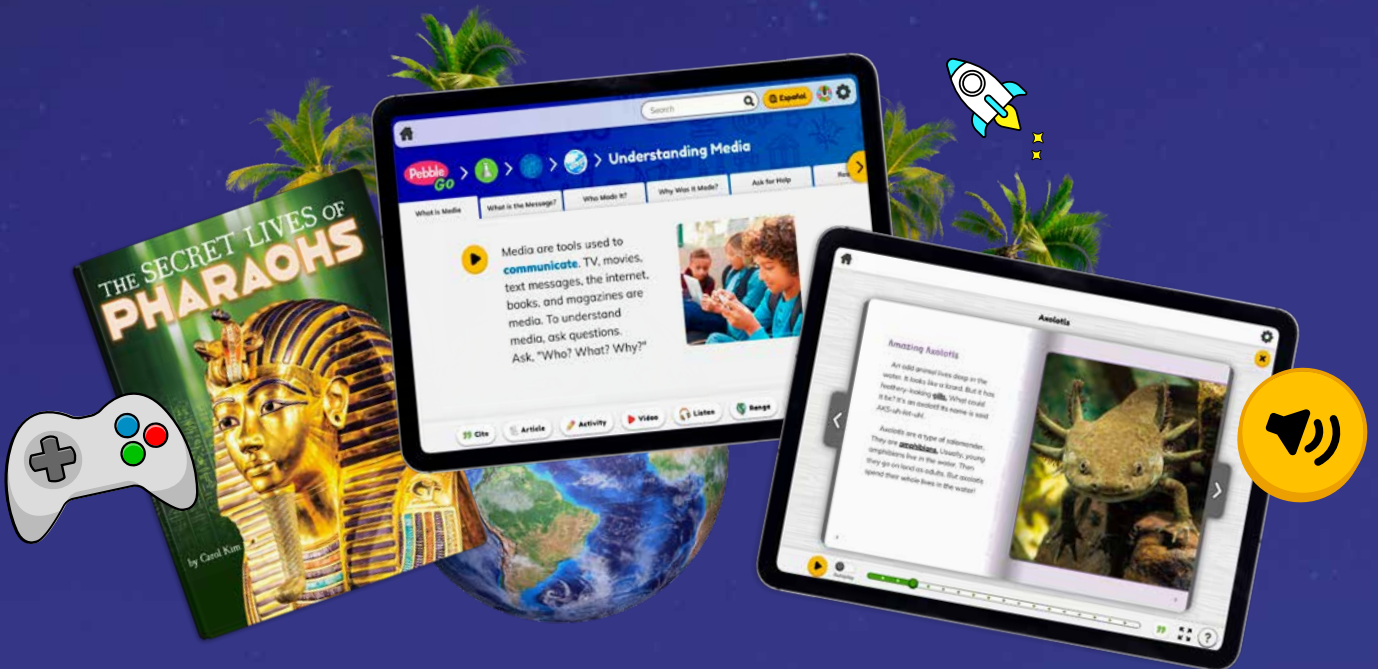 THE SECRET LIVES OF
PHARAOHS
by Carol Kim
Search
Español
Pebble
Go
Understanding Media
What is Media
What is the Message?
Who Made It?
Why Was it Made?
Ask for Help
Media are tools used to
communicate. TV, movies,
text messages, the internet,
books, and magazines are
media. To understand
media, ask questions.
Ask, "Who? What? Why?"
Cite
Article
Activity
Video
Listen
Range
Axolotls
Amazing Axolotls
An odd animal lives deep in the
water. It looks like a lizard. But it has
feathery-looking gills. What could
it be? It's an axolotl! Its name is said
AKS-uh-lot-uhl.
Axolotls are a type of salamander.
They are amphibians. Usually, young
amphibians live in the water. Then
they go on land as adults. But axolotls
spend their whole lives in the water!
Autoplay
?